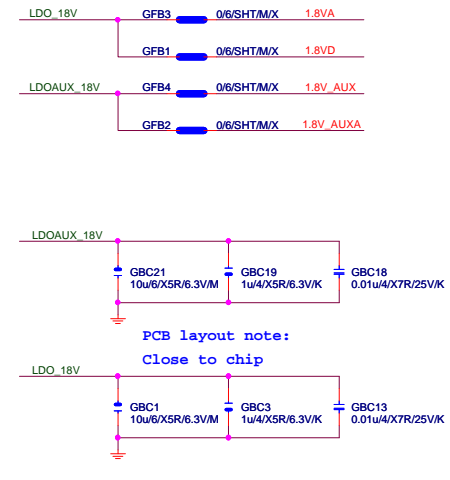 LDO_18V GFB3 0/6/SHT/M/X 1.8VA
GFB1 0/6/SHT/M/X 1.8VD
LDOAUX_18V GFB4 0/6/SHT/M/X 1.8V_AUX
GFB2 0/6/SHT/M/X 1.8V_AUXA
LDOAUX_18V
GBC21 GBC19 GBC18
10u/6/X5R/6.3V/M 1u/4/X5R/6.3V/K 0.01u/4/X7R/25V/K
PCB layout note:
Close to chip
LDO_18V
GBC1 GBC3 GBC13
10u/6/X5R/6.3V/M 1u/4/X5R/6.3V/K 0.01u/4/X7R/25V/K